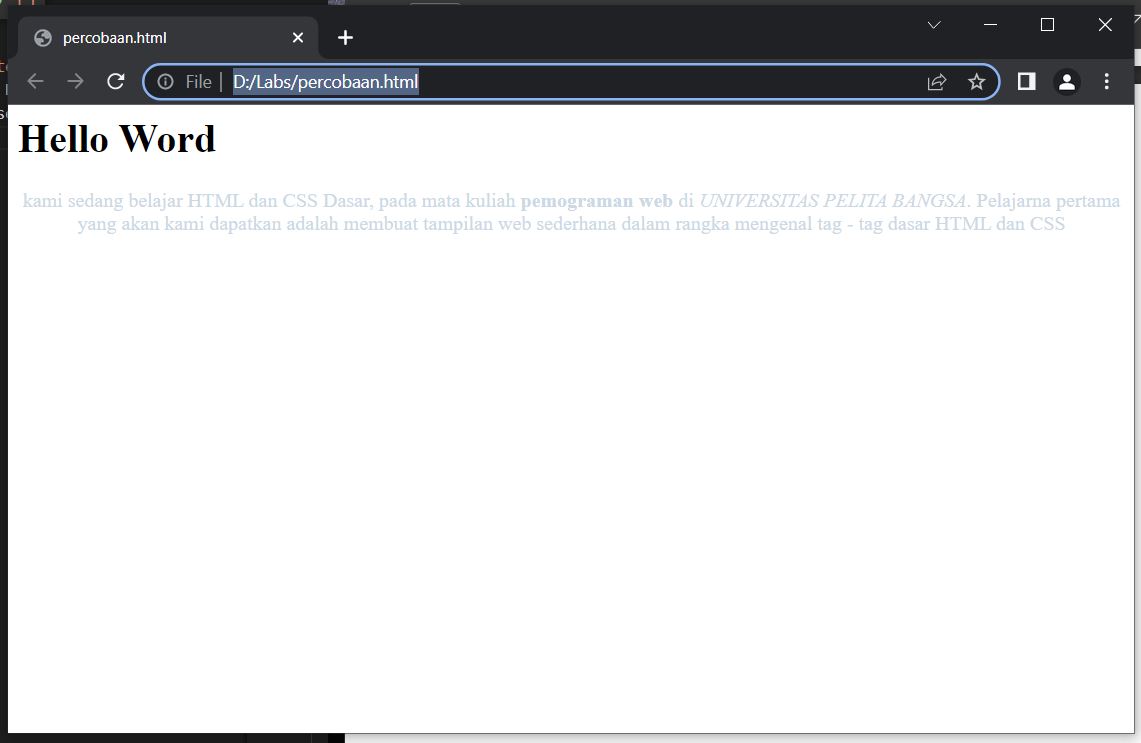 percobaan.html
File | D:/Labs/percobaan.html
Hello Word
kami sedang belajar HTML dan CSS Dasar, pada mata kuliah pemograman web di UNIVERSITAS PELITA BANGSA. Pelajarna pertama
yang akan kami dapatkan adalah membuat tampilan web sederhana dalam rangka mengenal tag - tag dasar HTML dan CSS